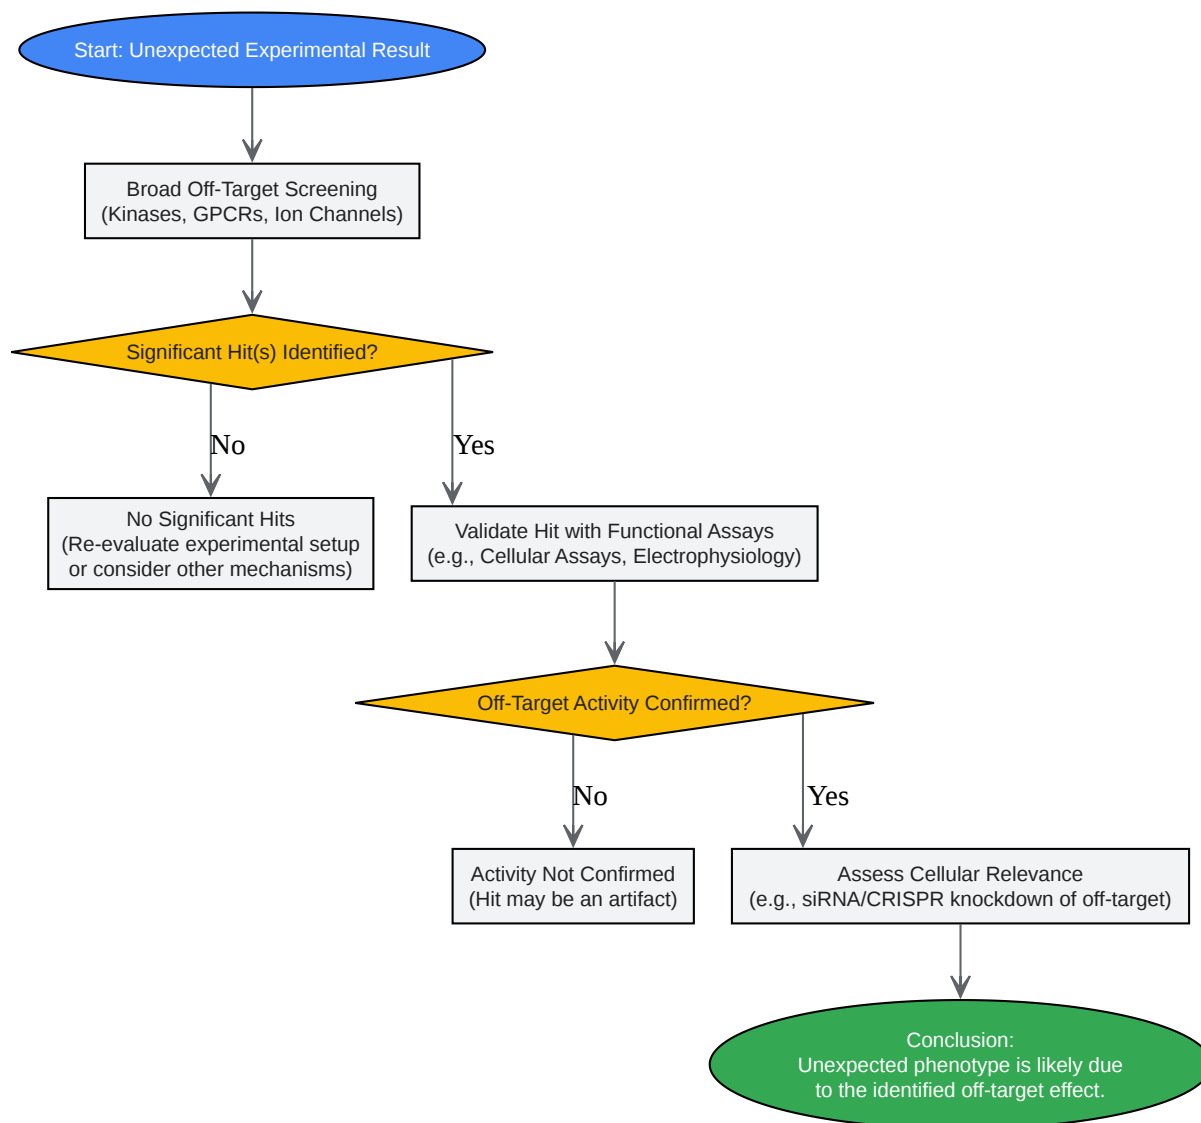 Start: Unexpected Experimental Result
Broad Off-Target Screening
(Kinases, GPCRs, Ion Channels)
Significant Hit(s) Identified?
No
Yes
No Significant Hits
(Re-evaluate experimental setup
or consider other mechanisms)
Validate Hit with Functional Assays
(e.g., Cellular Assays, Electrophysiology)
Off-Target Activity Confirmed?
No
Yes
Activity Not Confirmed
(Hit may be an artifact)
Assess Cellular Relevance
(e.g., siRNA/CRISPR knockdown of off-target)
Conclusion:
Unexpected phenotype is likely due
to the identified off-target effect.